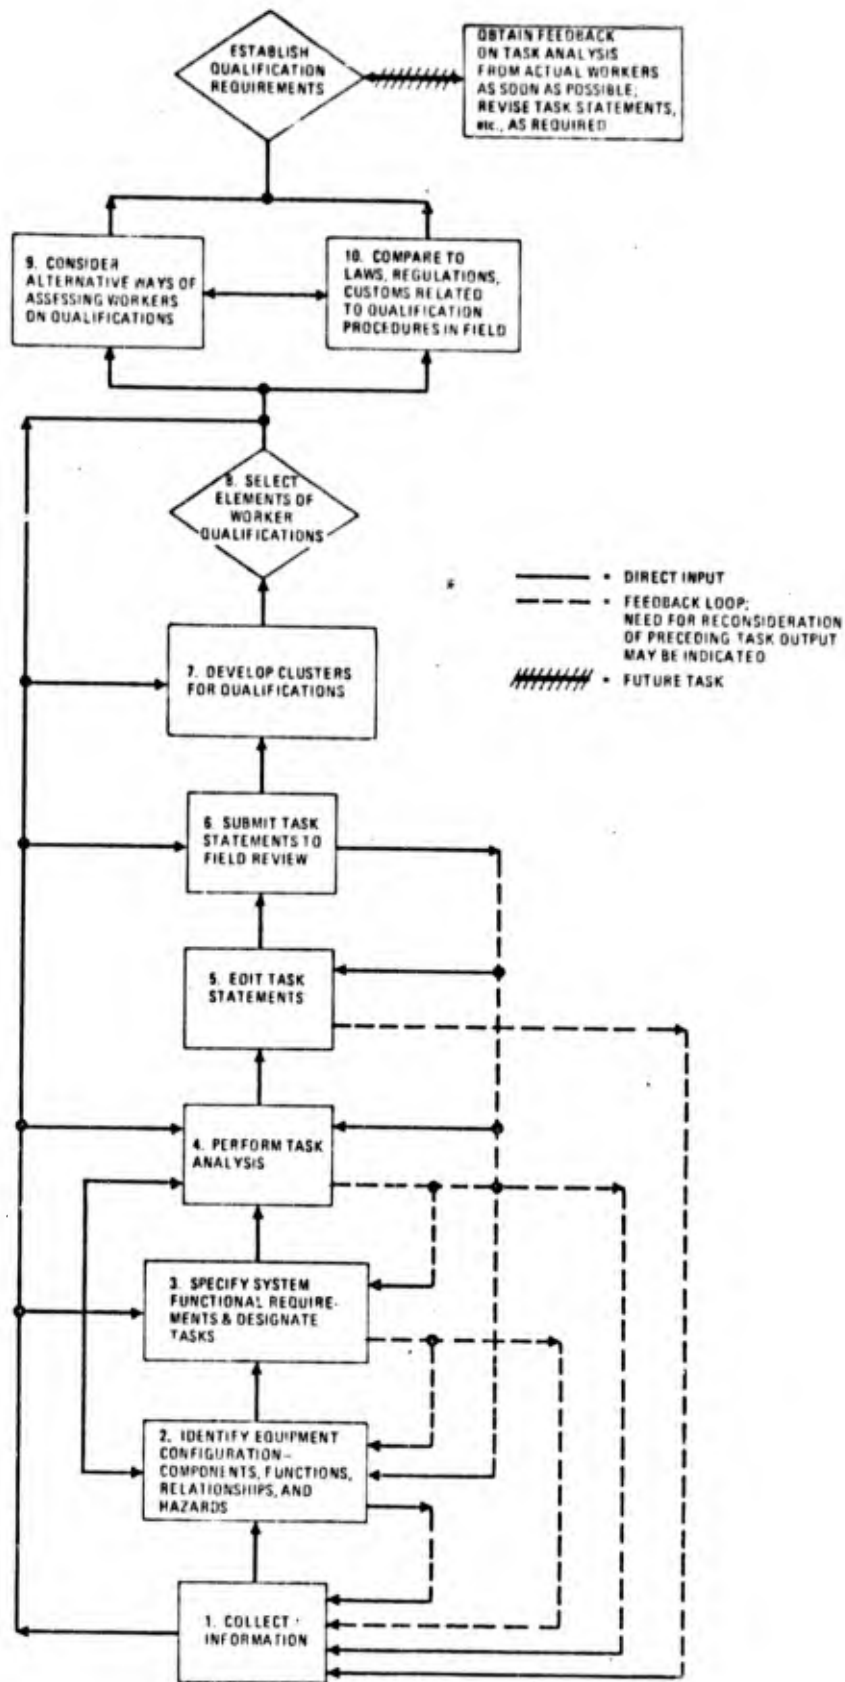 ESTABLISH
QUALIFICATION
REQUIREMENTS
OBTAIN FEEDBACK
ON TASK ANALYSIS
FROM ACTUAL WORKERS
AS SOON AS POSSIBLE;
REVISE TASK STATEMENTS,
etc., AS REQUIRED
9. CONSIDER
ALTERNATIVE WAYS OF
ASSESSING WORKERS
ON QUALIFICATIONS
10. COMPARE TO
LAWS, REGULATIONS,
CUSTOMS RELATED
TO QUALIFICATION
PROCEDURES IN FIELD
8. SELECT
ELEMENTS OF
WORKER
QUALIFICATIONS
DIRECT INPUT
FEEDBACK LOOP;
NEED FOR RECONSIDERATION
OF PRECEDING TASK OUTPUT
MAY BE INDICATED
FUTURE TASK
7. DEVELOP CLUSTERS
FOR QUALIFICATIONS
6. SUBMIT TASK
STATEMENTS TO
FIELD REVIEW
5. EDIT TASK
STATEMENTS
4. PERFORM TASK
ANALYSIS
3. SPECIFY SYSTEM
FUNCTIONAL REQUIRE-
MENTS & DESIGNATE
TASKS
2. IDENTIFY EQUIPMENT
CONFIGURATION—
COMPONENTS, FUNCTIONS,
RELATIONSHIPS, AND
HAZARDS
1. COLLECT
INFORMATION